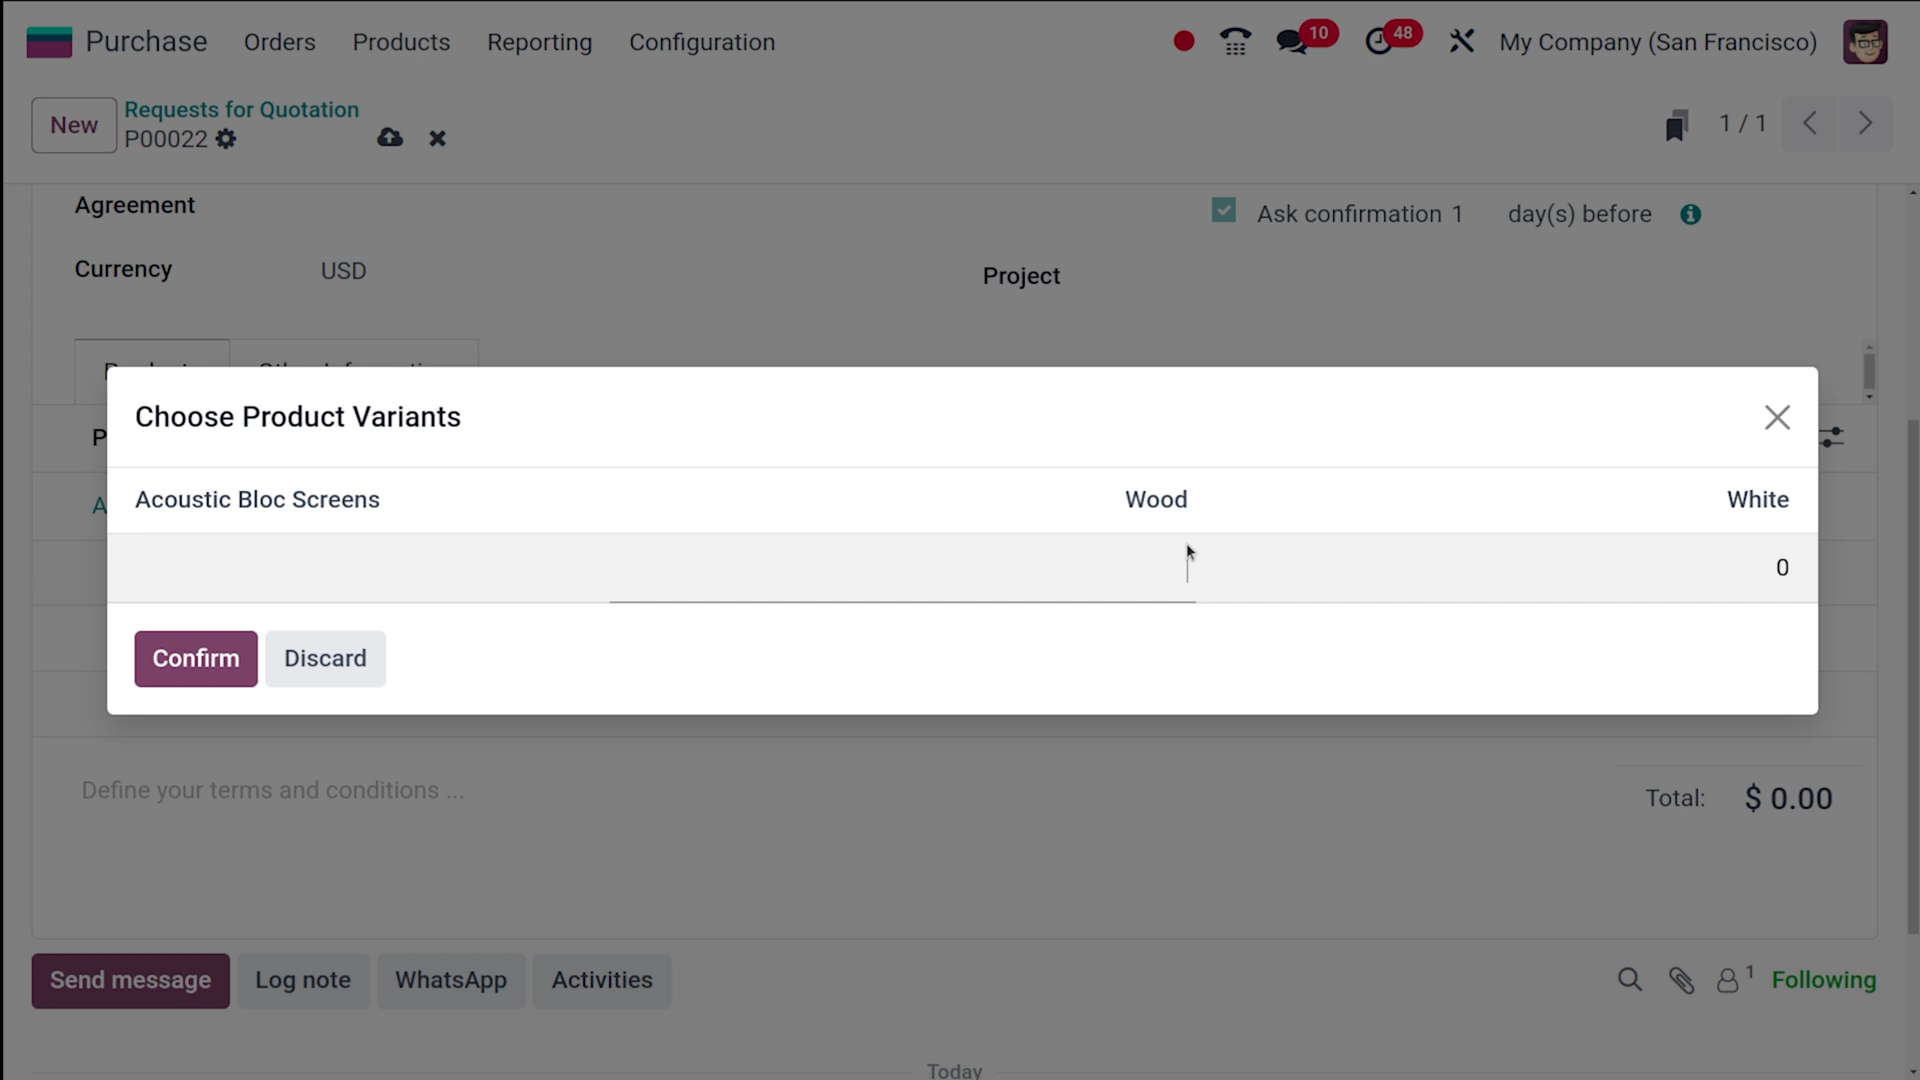 Purchase Orders Products Reporting Configuration 10 48 My Company (San Francisco)
New Requests for Quotation
P00022
1 / 1
Agreement
Ask confirmation 1 day(s) before
Currency USD
Project
Choose Product Variants
Acoustic Bloc Screens Wood White
0
Confirm Discard
Define your terms and conditions ...
Total: $ 0.00
Send message Log note WhatsApp Activities 1 Following
Today